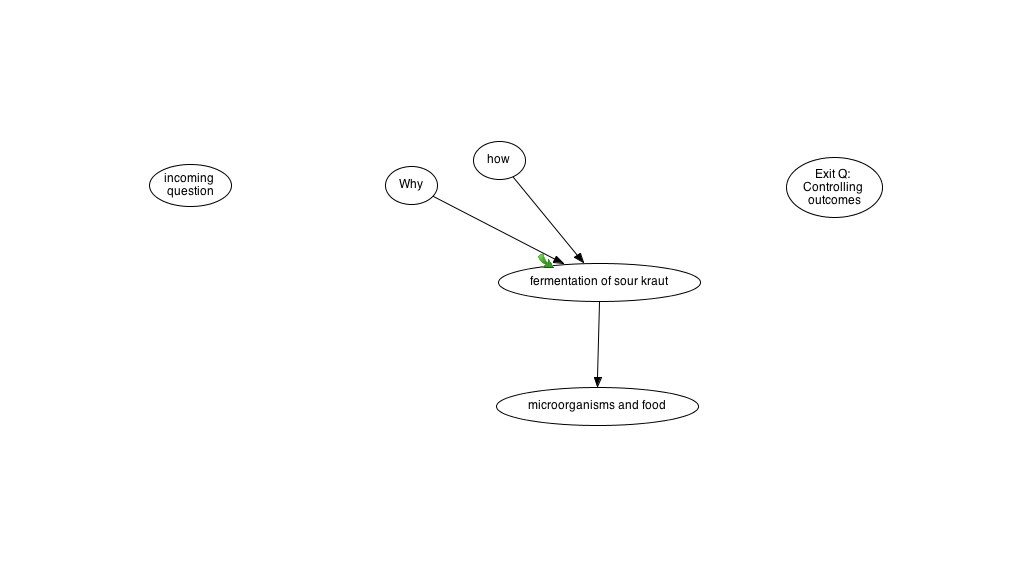 incoming
question
Why
how
Exit Q:
Controlling
outcomes
fermentation of sour kraut
microorganisms and food